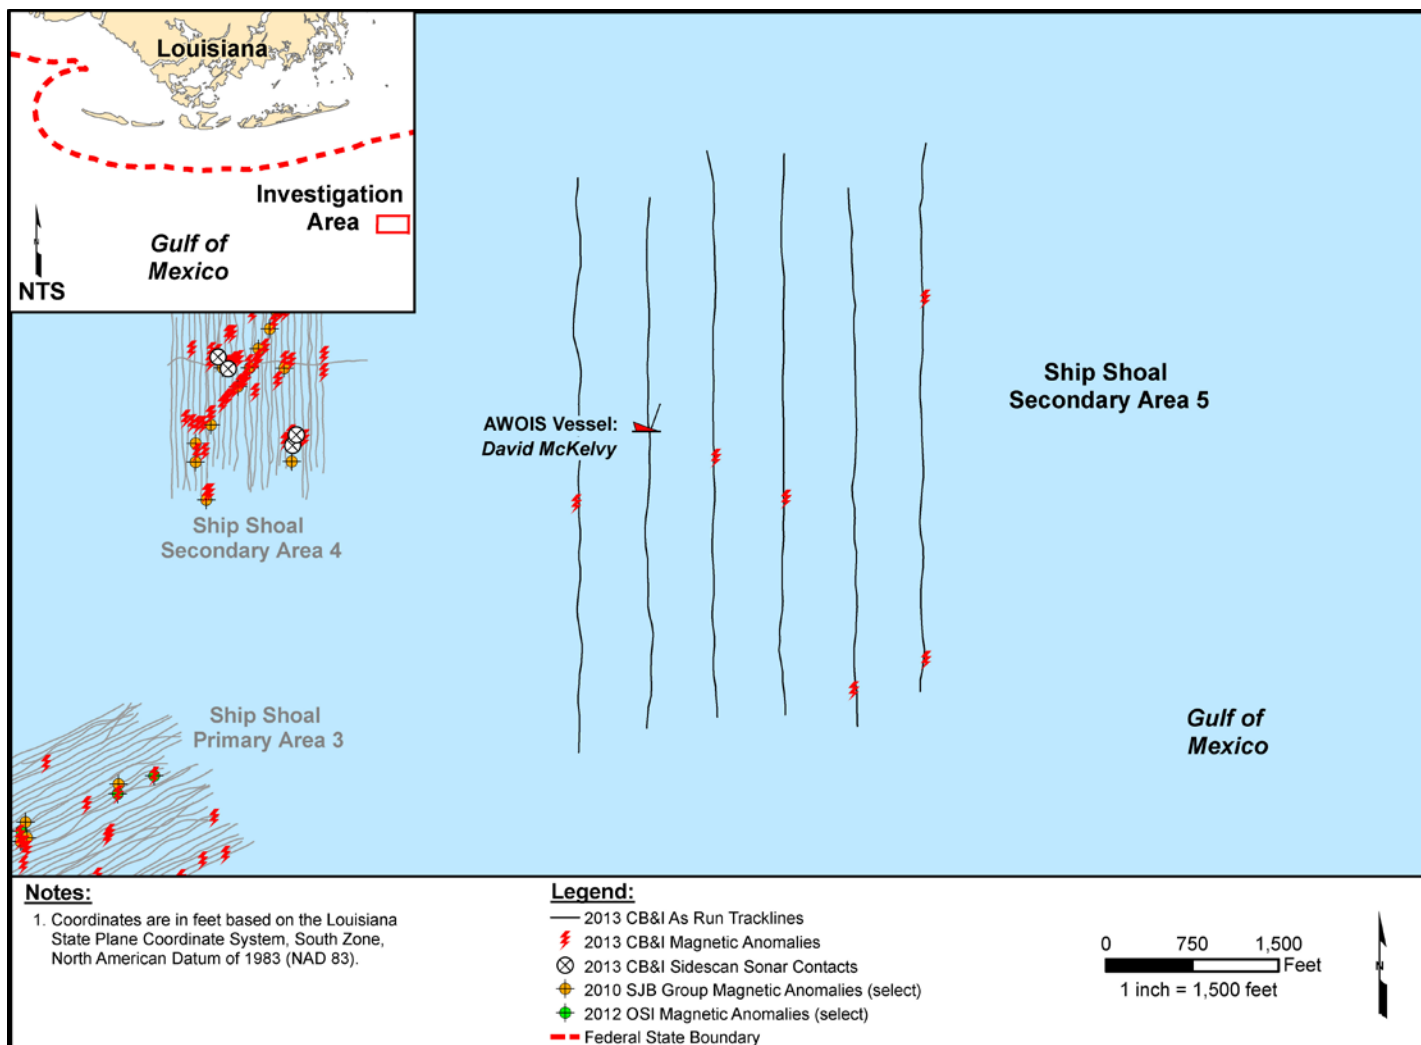 Louisiana
Investigation
Area
Gulf of
Mexico
N
NTS
Ship Shoal
Secondary Area 5
AWOIS Vessel:
David McKelvy
Ship Shoal
Secondary Area 4
Ship Shoal
Primary Area 3
Gulf of
Mexico
Notes:
1. Coordinates are in feet based on the Louisiana
State Plane Coordinate System, South Zone,
North American Datum of 1983 (NAD 83).
Legend:
2013 CB&I As Run Tracklines
2013 CB&I Magnetic Anomalies
2013 CB&I Sidescan Sonar Contacts
2010 SJB Group Magnetic Anomalies (select)
2012 OSI Magnetic Anomalies (select)
Federal State Boundary
0 750 1,500
Feet
1 inch = 1,500 feet
N